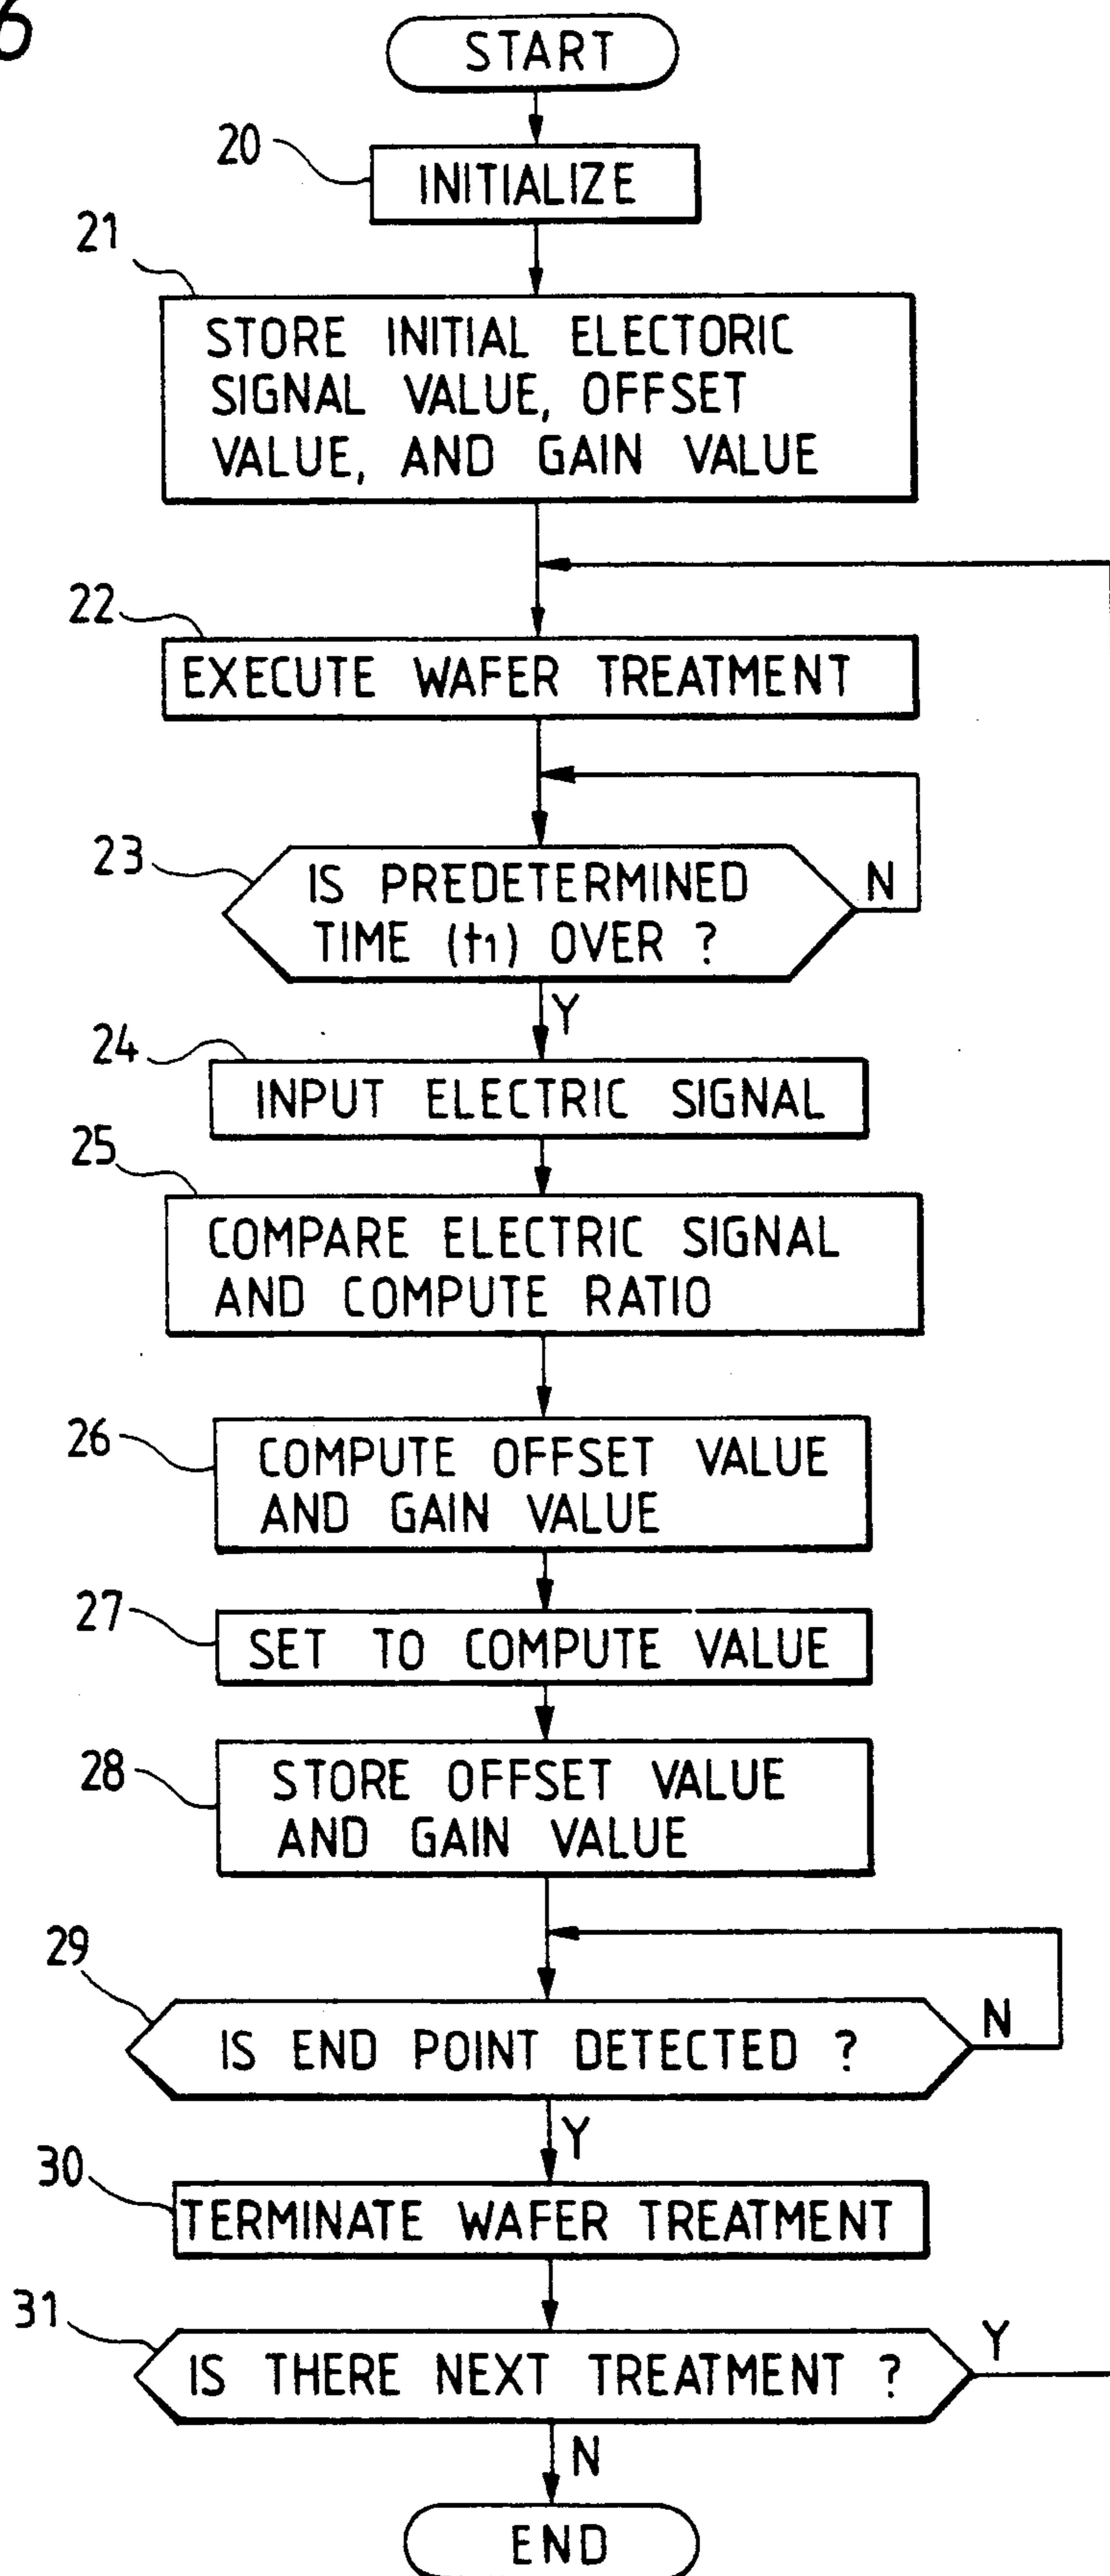 6
START
20
INITIALIZE
21
STORE INITIAL ELECTORIC
SIGNAL VALUE, OFFSET
VALUE, AND GAIN VALUE
22
EXECUTE WAFER TREATMENT
23
IS PREDETERMINED
TIME (t1) OVER ?
N
Y
24
INPUT ELECTRIC SIGNAL
25
COMPARE ELECTRIC SIGNAL
AND COMPUTE RATIO
26
COMPUTE OFFSET VALUE
AND GAIN VALUE
27
SET TO COMPUTE VALUE
28
STORE OFFSET VALUE
AND GAIN VALUE
29
IS END POINT DETECTED ?
N
Y
30
TERMINATE WAFER TREATMENT
31
IS THERE NEXT TREATMENT ?
Y
N
END